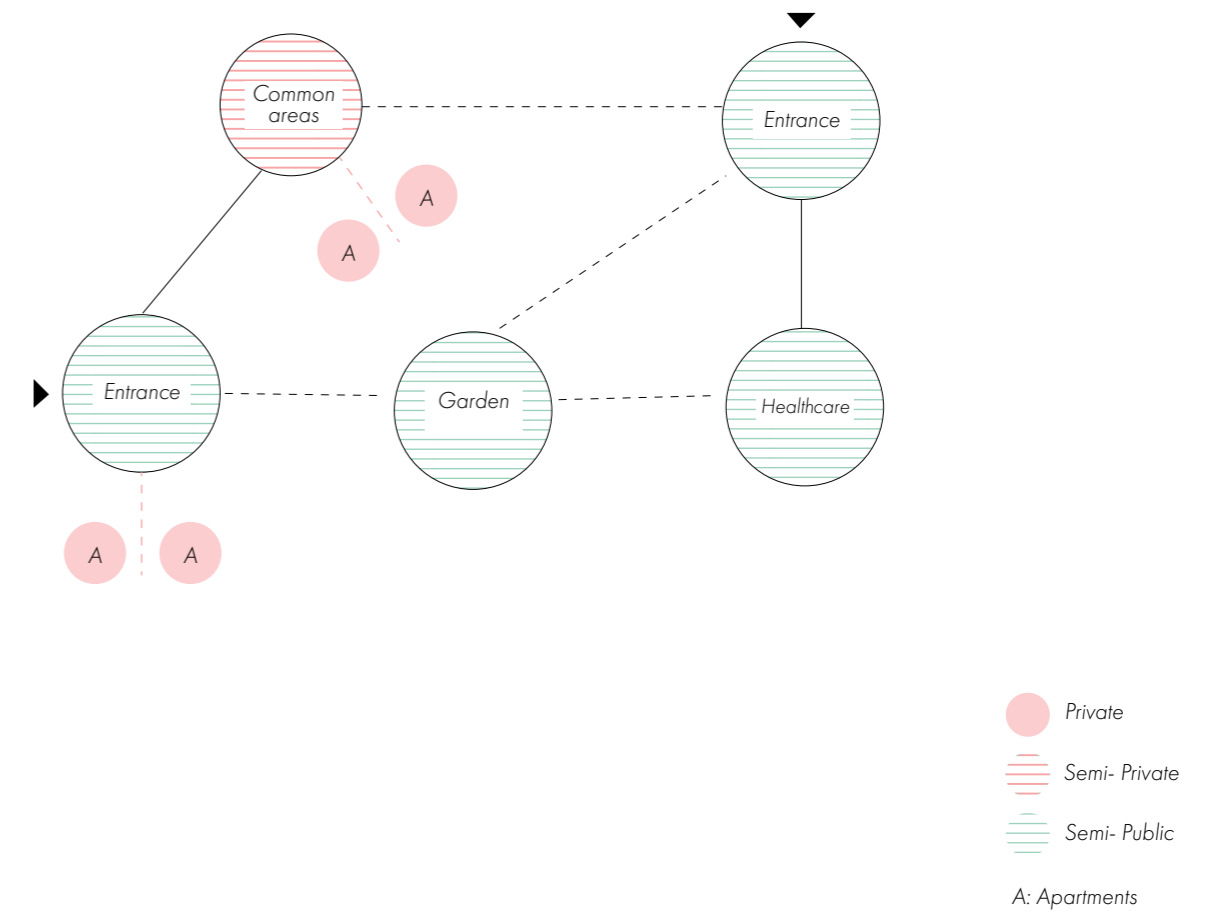 Common
areas
Entrance
A
A
Entrance
Garden
Healthcare
A
A
Private
Semi- Private
Semi- Public
A: Apartments